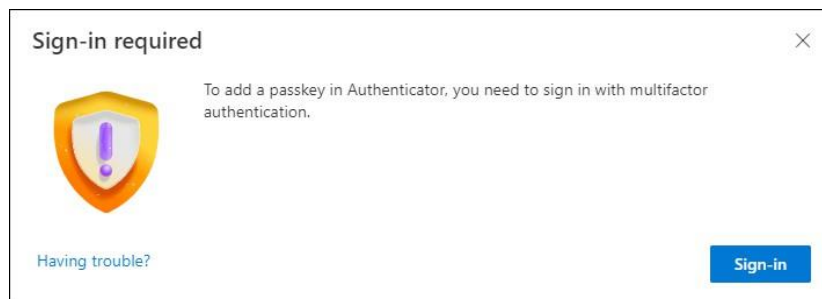 Sign-in required
To add a passkey in Authenticator, you need to sign in with multifactor
authentication.
Having trouble?
Sign-in